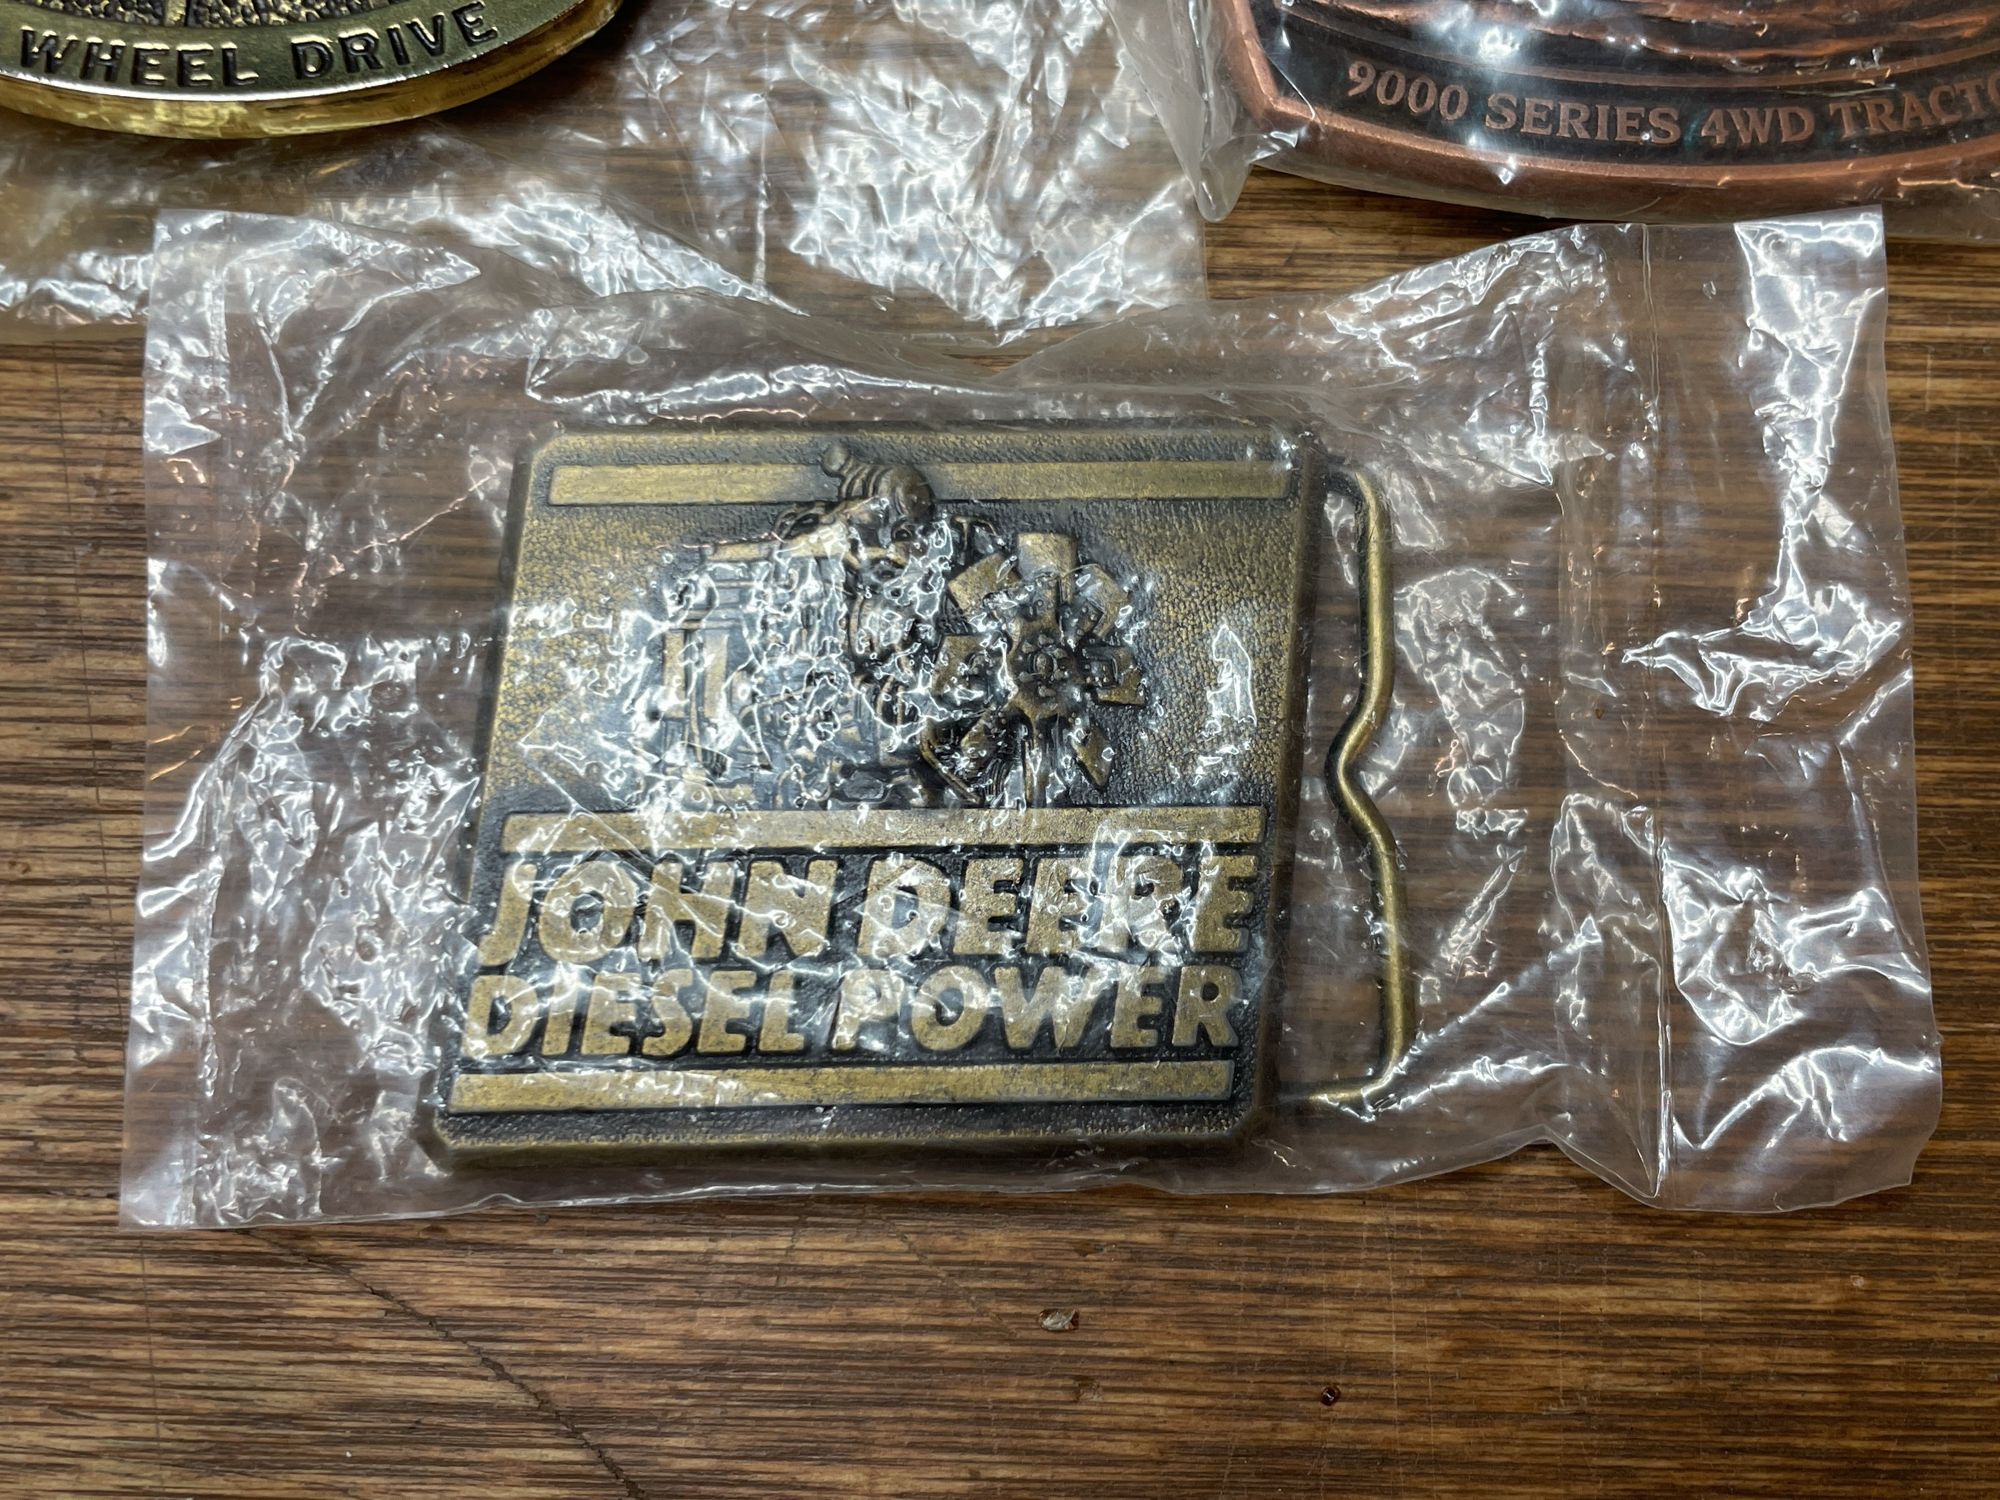 WHEEL DRIVE
9000 SERIES 4WD TRACTO
JOHN DEERE
DIESEL POWER